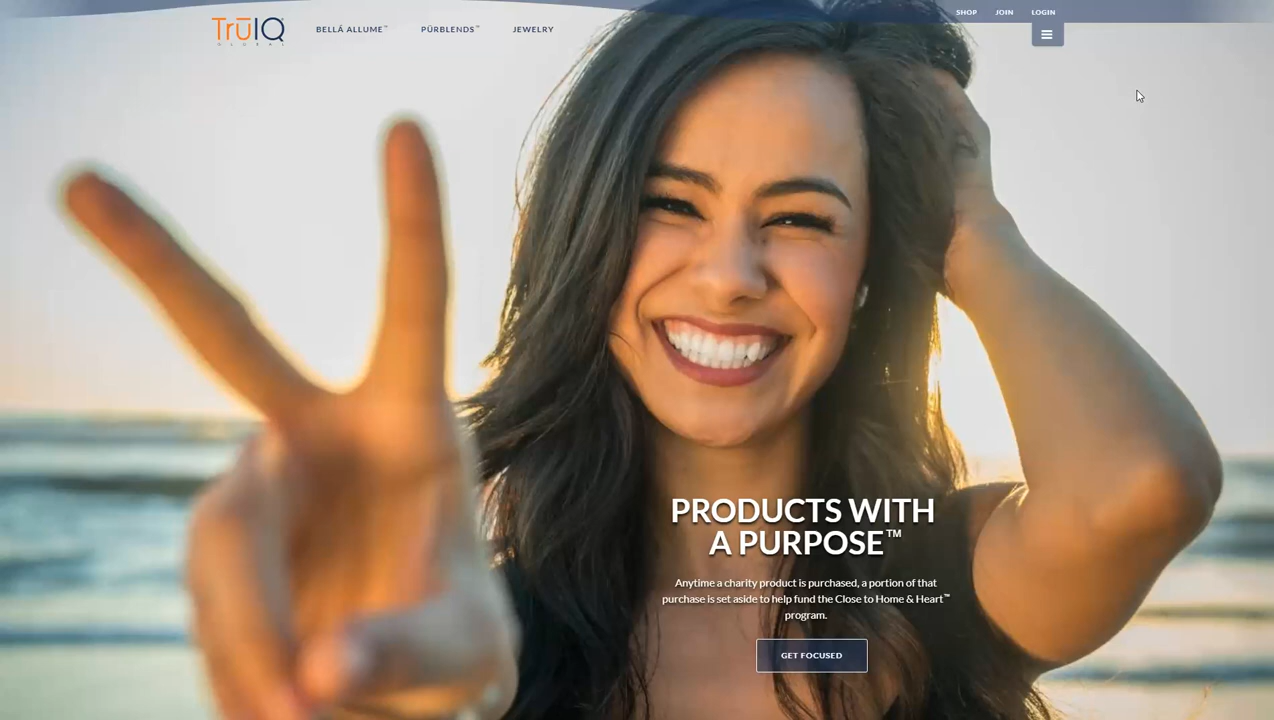 SHOP JOIN LOGIN
TrūIQ
GLOBAL
BELLÁ ALLUME™ PÜRBLENDS™ JEWELRY
PRODUCTS WITH
A PURPOSE™
Anytime a charity product is purchased, a portion of that
purchase is set aside to help fund the Close to Home & Heart™
program.
GET FOCUSED